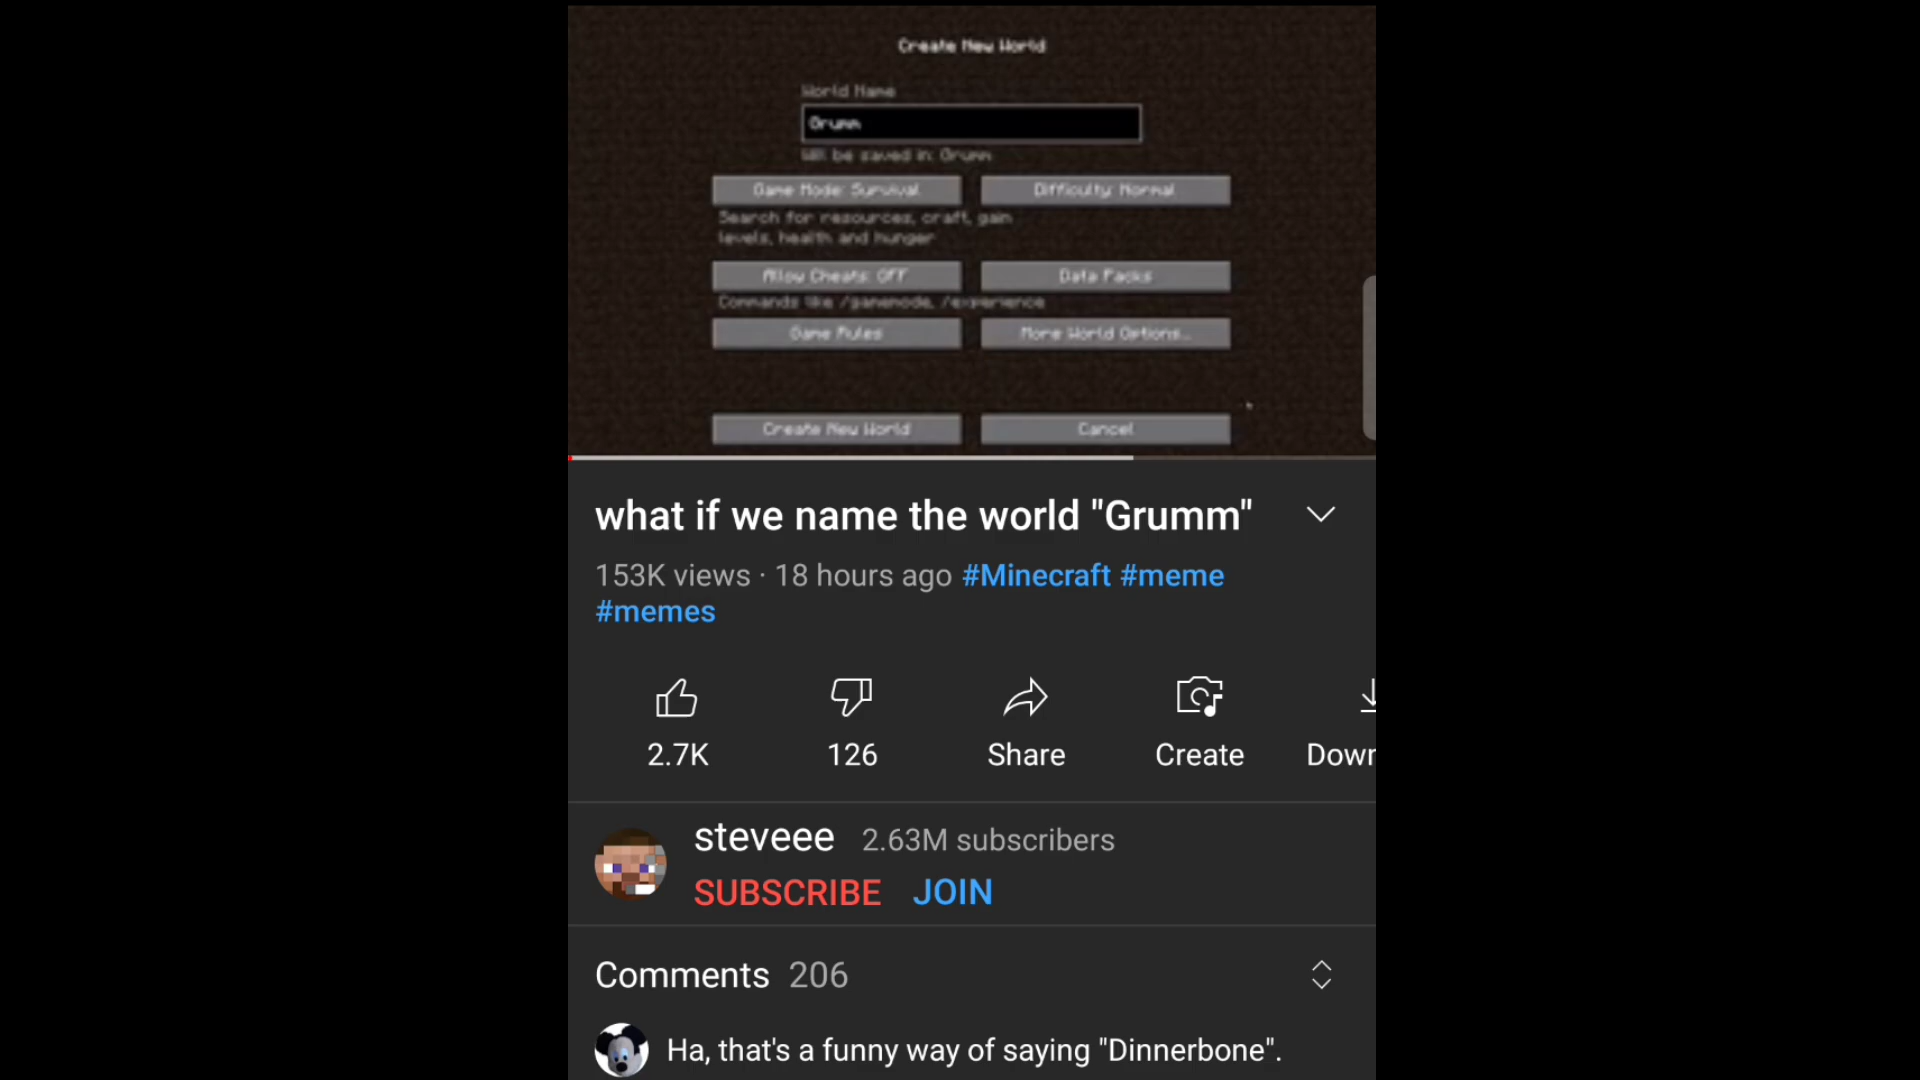 Create New World
World Name
Grumm
Will be saved in: Grumm
Game Mode: Survival
Difficulty: Normal
Search for resources, craft, gain
levels, health and hunger
Allow Cheats: OFF
Data Packs
Commands like /gamemode, /experience
Game Rules
More World Options...
Create New World
Cancel
what if we name the world "Grumm"
153K views · 18 hours ago #Minecraft #meme
#memes
2.7K
126
Share
Create
Down
steveee 2.63M subscribers
SUBSCRIBE JOIN
Comments 206
Ha, that's a funny way of saying "Dinnerbone".